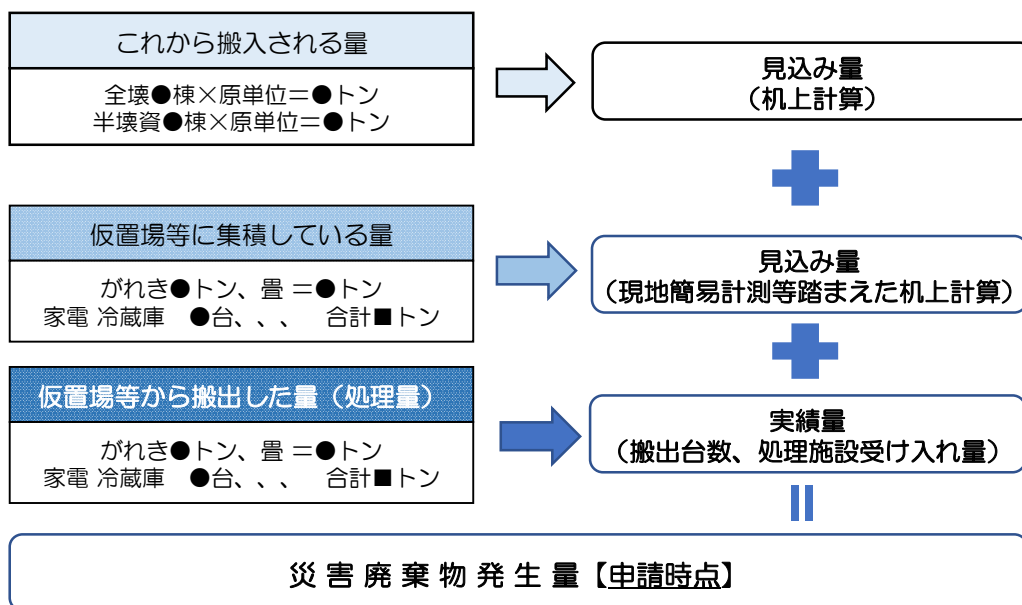 これから搬入される量
全壊●棟×原単位＝●トン
半壊資●棟×原単位＝●トン
見込み量
（机上計算）
仮置場等に集積している量
がれき●トン、畳 ＝●トン
家電 冷蔵庫　●台、、、　合計■トン
見込み量
（現地簡易計測等踏まえた机上計算）
仮置場等から搬出した量（処理量）
がれき●トン、畳 ＝●トン
家電 冷蔵庫　●台、、、　合計■トン
実績量
（搬出台数、処理施設受け入れ量）
災 害 廃 棄 物 発 生 量【申請時点】